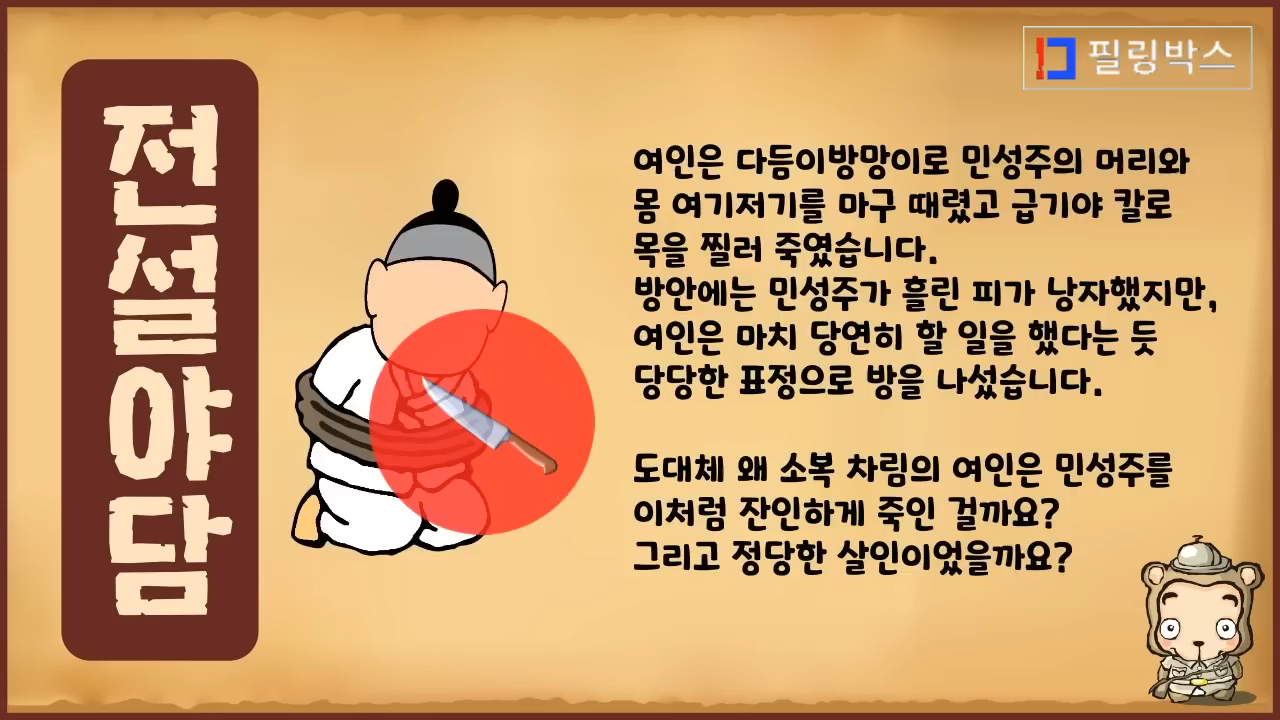 전설야담
필링박스
여인은 다듬이방망이로 민성주의 머리와
몸 여기저기를 마구 때렸고 급기야 칼로
목을 찔러 죽였습니다.
방안에는 민성주가 흘린 피가 낭자했지만,
여인은 마치 당연히 할 일을 했다는 듯
당당한 표정으로 방을 나섰습니다.
도대체 왜 소복 차림의 여인은 민성주를
이처럼 잔인하게 죽인 걸까요?
그리고 정당한 살인이었을까요?